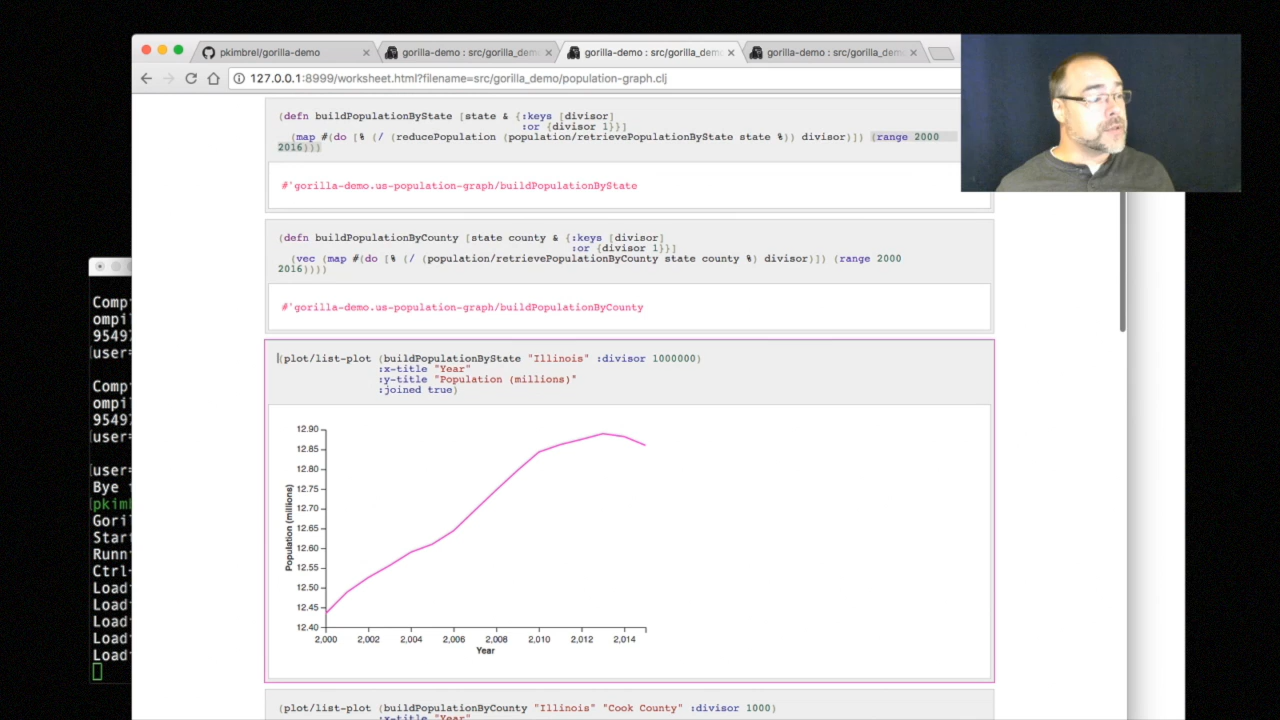 pkimbrel/gorilla-demo
gorilla-demo : src/gorilla_demo
gorilla-demo : src/gorilla_demo
gorilla-demo : src/gorilla_demo
127.0.0.1:8999/worksheet.html?filename=src/gorilla_demo/population-graph.clj
(defn buildPopulationByState [state & {:keys [divisor]
:or {divisor 1}}]
(map #(do [% (/ (reducePopulation (population/retrievePopulationByState state %)) divisor)]) (range 2000
2016)))
#'gorilla-demo.us-population-graph/buildPopulationByState
(defn buildPopulationByCounty [state county & {:keys [divisor]
:or {divisor 1}}]
(vec (map #(do [% (/ (population/retrievePopulationByCounty state county %) divisor)]) (range 2000
2016))))
#'gorilla-demo.us-population-graph/buildPopulationByCounty
(plot/list-plot (buildPopulationByState "Illinois" :divisor 1000000)
:x-title "Year"
:y-title "Population (millions)"
:joined true)
12.90
12.85
12.80
12.75
12.70
12.65
12.60
12.55
12.50
12.45
12.40
Population (millions)
2,000 2,002 2,004 2,006 2,008 2,010 2,012 2,014
Year
(plot/list-plot (buildPopulationByCounty "Illinois" "Cook County" :divisor 1000)
:x-title "Year"
Comp
ompi
9549
user=
Comp
ompi
9549
user=
user=
Bye
pkim
Gori
Star
Runn
Ctrl-
Load
Load
Load
Load
Load